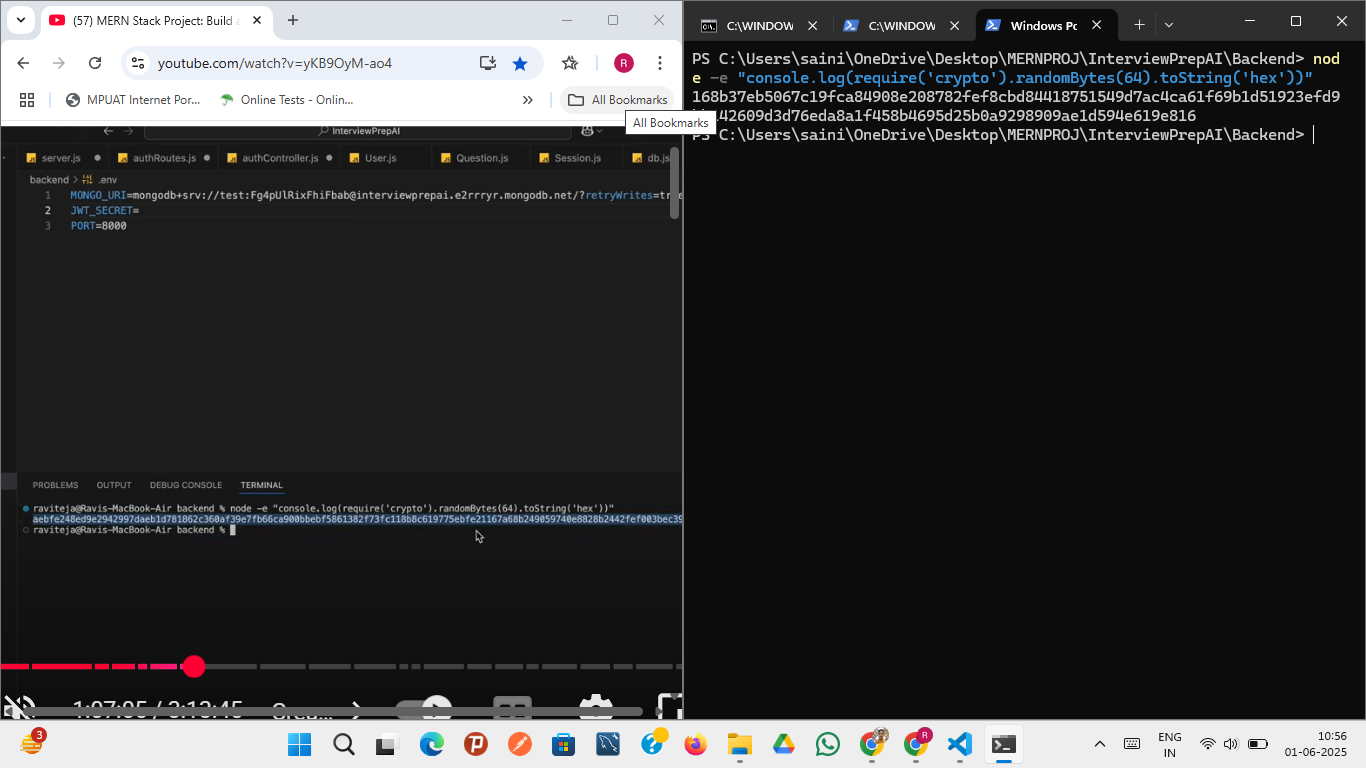 (57) MERN Stack Project: Build a
youtube.com/watch?v=yKB9OyM-ao4
R
MPUAT Internet Por...
Online Tests - Onlin...
All Bookmarks
All Bookmarks
InterviewPrepAI
server.js
authRoutes.js
authController.js
User.js
Question.js
Session.js
db.js
backend > .env
1 MONGO_URI=mongodb+srv://test:Fg4pUlRixFhiFbab@interviewprepai.e2rrryr.mongodb.net/?retryWrites=true
2 JWT_SECRET=
3 PORT=8000
PROBLEMS OUTPUT DEBUG CONSOLE TERMINAL
raviteja@Ravis-MacBook-Air backend % node -e "console.log(require('crypto').randomBytes(64).toString('hex'))"
aebfe248ed9e2942997daeb1d781862c360af39e7fb66ca900bbebf5861382f73fc118b8c619775ebfe21167a68b249059740e8828b2442fef003bec39
raviteja@Ravis-MacBook-Air backend %
1:07:05 / 3:13:45
C:\WINDOW
C:\WINDOW
Windows Pc
PS C:\Users\saini\OneDrive\Desktop\MERNPROJ\InterviewPrepAI\Backend> nod
e -e "console.log(require('crypto').randomBytes(64).toString('hex'))"
168b37eb5067c19fca84908e208782fef8cbd84418751549d7ac4ca61f69b1d51923efd9
42609d3d76eda8a1f458b4695d25b0a9298909ae1d594e619e816
PS C:\Users\saini\OneDrive\Desktop\MERNPROJ\InterviewPrepAI\Backend>
3
R
ENG
IN
10:56
01-06-2025